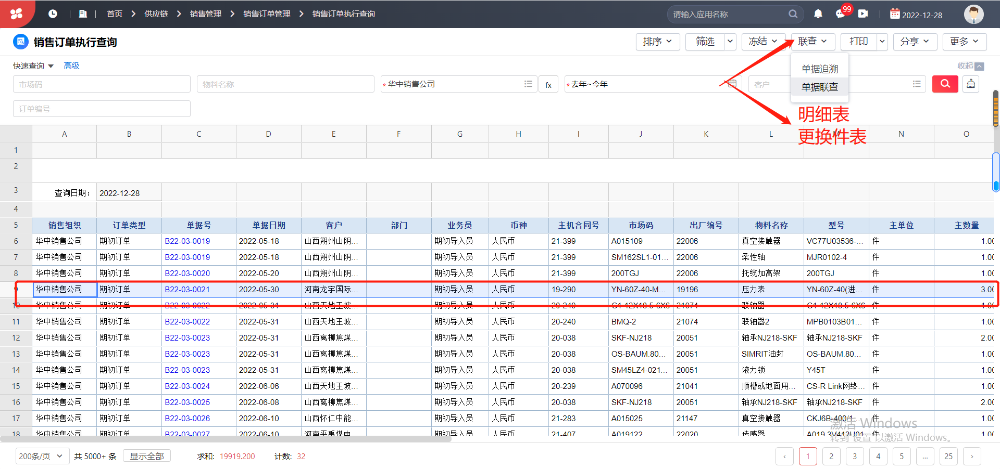 首页 > 供应链 > 销售管理 > 销售订单管理 > 销售订单执行查询
请输入应用名称
99
2022-12-28
销售订单执行查询
排序 筛选 冻结 联查 打印 分享 更多
快速查询 高级
收起
单据追溯
单据联查
市场码 物料名称 *华中销售公司 fx *去年~今年 客户
订单编号
明细表
更换件表
A B C D E F G H I J K L M N O
1
2
3 查询日期： 2022-12-28
4
5 销售组织 订单类型 单据号 单据日期 客户 部门 业务员 币种 主机合同号 市场码 出厂编号 物料名称 型号 主单位 主数量
6 华中销售公司 期初订单 B22-03-0019 2022-05-18 山西朔州山阴... 期初导入员 人民币 21-399 A015109 22006 真空接触器 VC77U03536-... 件 1.00
7 华中销售公司 期初订单 B22-03-0019 2022-05-18 山西朔州山阴... 期初导入员 人民币 21-399 SM162SL1-01... 22006 柔性轴 MJR0102-4 件 1.00
8 华中销售公司 期初订单 B22-03-0020 2022-05-20 山西朔州山阴... 期初导入员 人民币 21-399 200TGJ 22006 托缆加高架 200TGJ 件 1.00
9 华中销售公司 期初订单 B22-03-0021 2022-05-30 河南龙宇国际... 期初导入员 人民币 19-290 YN-60Z-40-M... 19196 压力表 YN-60Z-40(进... 件 3.00
10 华中销售公司 期初订单 B22-03-0022 2022-05-31 山西天地王坡... 期初导入员 人民币 20-240 G1-12X18.5-6X6 21074 联轴器 G1-12X18.5-6X6 件 1.00
11 华中销售公司 期初订单 B22-03-0022 2022-05-31 山西天地王坡... 期初导入员 人民币 20-240 BMQ-2 21074 联轴器2 MPB0103B01... 件 1.00
12 华中销售公司 期初订单 B22-03-0023 2022-05-31 山西离柳焦煤... 期初导入员 人民币 20-038 SKF-NJ218 20051 轴承NJ218-SKF 轴承NJ218-SKF 件 2.00
13 华中销售公司 期初订单 B22-03-0023 2022-05-31 山西离柳焦煤... 期初导入员 人民币 20-038 OS-BAUM.80... 20051 SIMRIT油封 OS-BAUM.80... 件 1.00
14 华中销售公司 期初订单 B22-03-0023 2022-05-31 山西离柳焦煤... 期初导入员 人民币 20-038 SM45LZ4-021... 20051 液力锁 Y45T 件 1.00
15 华中销售公司 期初订单 B22-03-0024 2022-06-06 山西天地王坡... 期初导入员 人民币 20-239 A070096 21041 顺槽或地面用... CS-R Link网络... 件 1.00
16 华中销售公司 期初订单 B22-03-0025 2022-06-08 山西离柳焦煤... 期初导入员 人民币 20-038 SKF-NJ218 20051 轴承NJ218-SKF 轴承NJ218-SKF 件 2.00
17 华中销售公司 期初订单 B22-03-0026 2022-06-10 山西怀仁中能... 期初导入员 人民币 21-283 A015025 21147 真空接触器 CKJ6B-400/1... 件 1.00
18 华中销售公司 期初订单 B22-03-0027 2022-06-10 河南平禹煤电... 期初导入员 人民币 21-407 A019122 22020 传感器 件 1.00
激活 Windows
转到"设置"以激活 Windows。
200条/页 共 5000+ 条 显示全部 求和: 19919.200 计数: 32
‹ 1 2 3 4 5 ... 25 ›